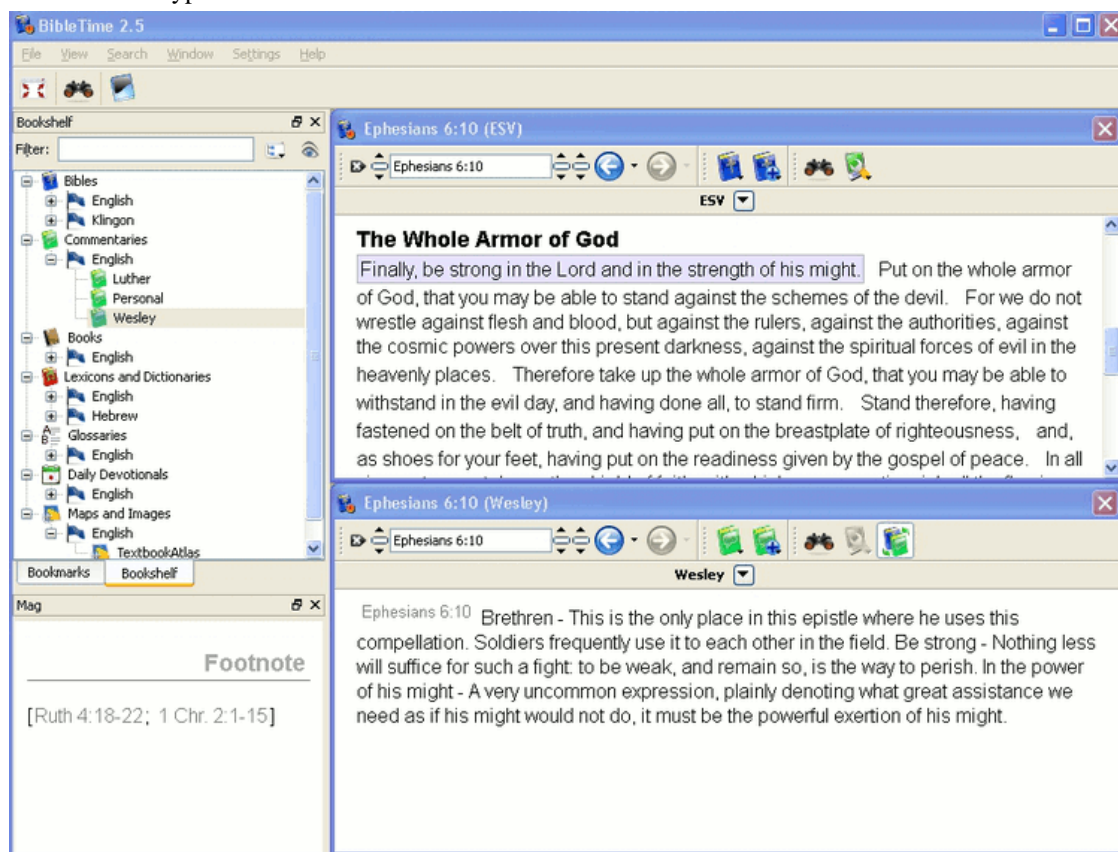 BibleTime 2.5
File View Search Window Settings Help
Bookshelf
Filter:
Bibles
English
Klingon
Commentaries
English
Luther
Personal
Wesley
Books
English
Lexicons and Dictionaries
English
Hebrew
Glossaries
English
Daily Devotionals
English
Maps and Images
English
TextbookAtlas
Bookmarks Bookshelf
Mag
Footnote
[Ruth 4:18-22; 1 Chr. 2:1-15]
Ephesians 6:10 (ESV)
Ephesians 6:10
ESV
The Whole Armor of God
Finally, be strong in the Lord and in the strength of his might. Put on the whole armor
of God, that you may be able to stand against the schemes of the devil. For we do not
wrestle against flesh and blood, but against the rulers, against the authorities, against
the cosmic powers over this present darkness, against the spiritual forces of evil in the
heavenly places. Therefore take up the whole armor of God, that you may be able to
withstand in the evil day, and having done all, to stand firm. Stand therefore, having
fastened on the belt of truth, and having put on the breastplate of righteousness, and,
as shoes for your feet, having put on the readiness given by the gospel of peace. In all
Ephesians 6:10 (Wesley)
Ephesians 6:10
Wesley
Ephesians 6:10 Brethren - This is the only place in this epistle where he uses this
compellation. Soldiers frequently use it to each other in the field. Be strong - Nothing less
will suffice for such a fight: to be weak, and remain so, is the way to perish. In the power
of his might - A very uncommon expression, plainly denoting what great assistance we
need as if his might would not do, it must be the powerful exertion of his might.